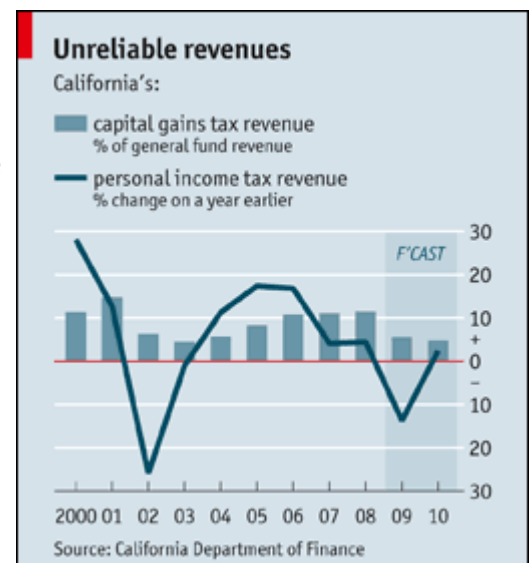 Unreliable revenues
California's:
capital gains tax revenue
% of general fund revenue
personal income tax revenue
% change on a year earlier
F'CAST
30
20
10
+
0
–
10
20
30
2000 01 02 03 04 05 06 07 08 09 10
Source: California Department of Finance